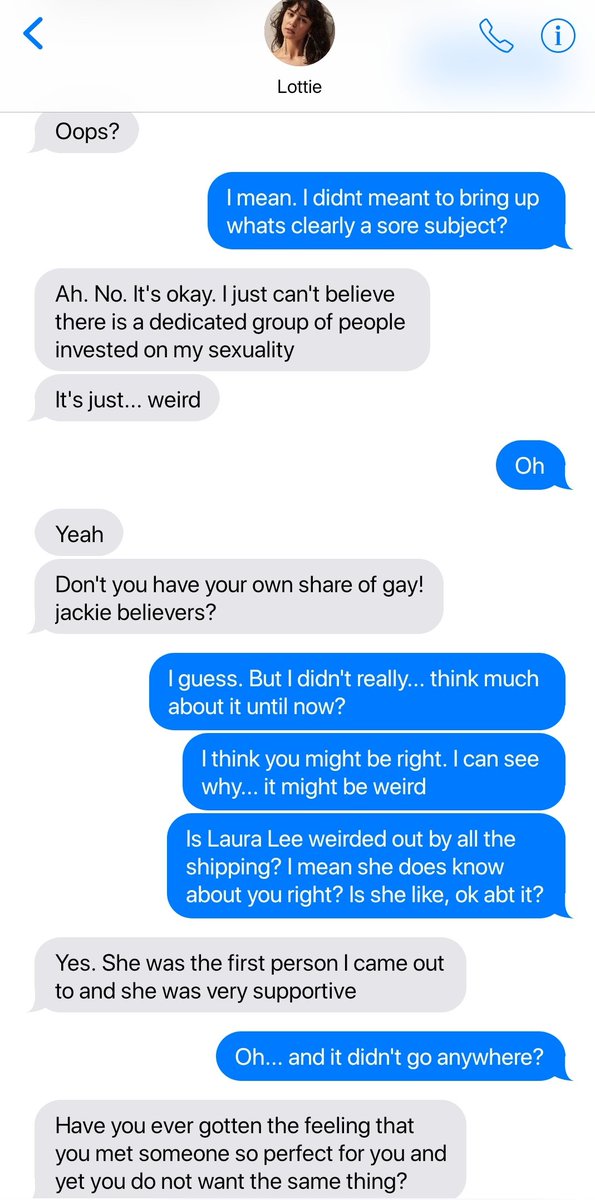 Lottie
Oops?
I mean. I didnt meant to bring up
whats clearly a sore subject?
Ah. No. It's okay. I just can't believe
there is a dedicated group of people
invested on my sexuality
It's just... weird
Oh
Yeah
Don't you have your own share of gay!
jackie believers?
I guess. But I didn't really... think much
about it until now?
I think you might be right. I can see
why... it might be weird
Is Laura Lee weirded out by all the
shipping? I mean she does know
about you right? Is she like, ok abt it?
Yes. She was the first person I came out
to and she was very supportive
Oh... and it didn't go anywhere?
Have you ever gotten the feeling that
you met someone so perfect for you and
yet you do not want the same thing?